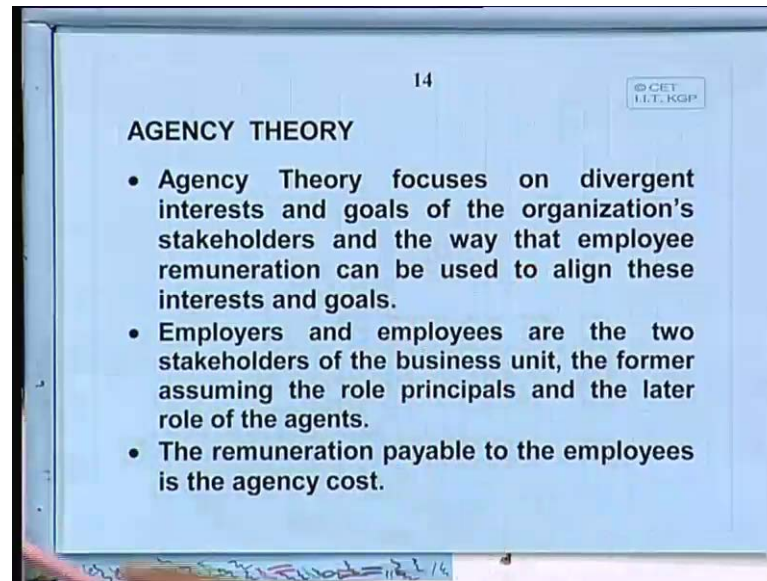 14
© CET
I.I.T. KGP
AGENCY THEORY
• Agency Theory focuses on divergent
interests and goals of the organization's
stakeholders and the way that employee
remuneration can be used to align these
interests and goals.
• Employers and employees are the two
stakeholders of the business unit, the former
assuming the role principals and the later
role of the agents.
• The remuneration payable to the employees
is the agency cost.